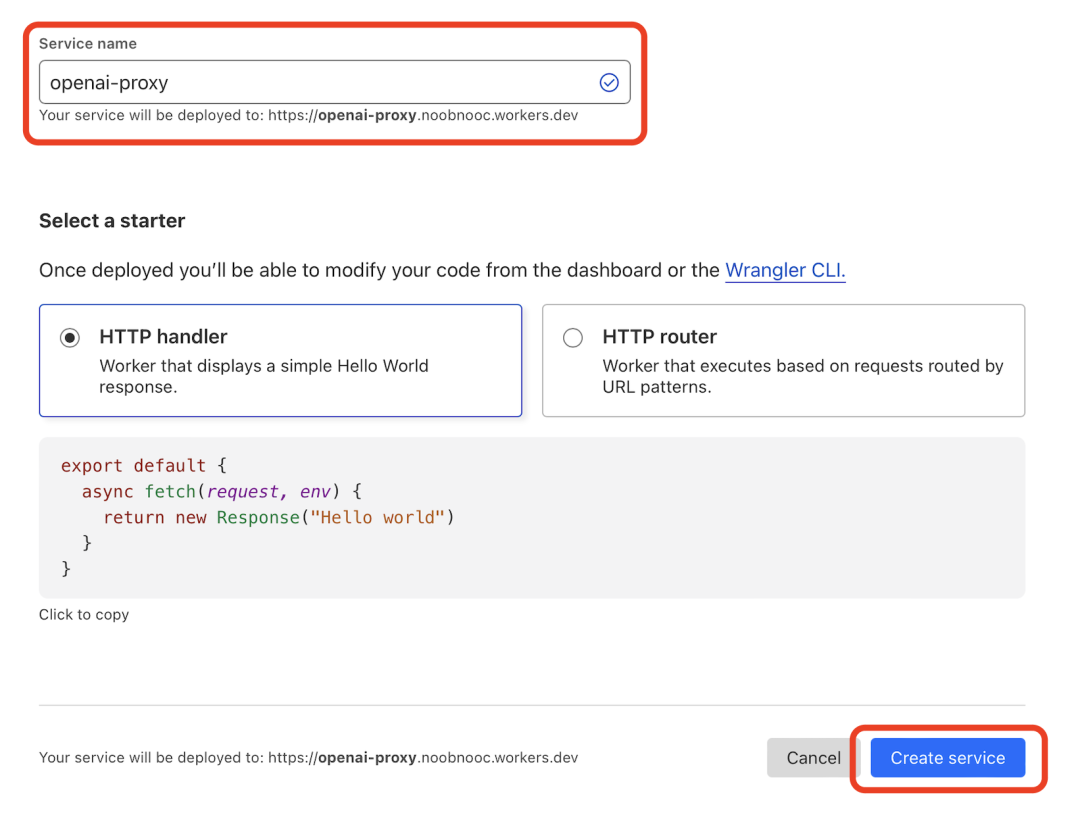 Service name
openai-proxy
Your service will be deployed to: https://openai-proxy.noobnooc.workers.dev
Select a starter
Once deployed you'll be able to modify your code from the dashboard or the Wrangler CLI.
HTTP handler
Worker that displays a simple Hello World
response.
HTTP router
Worker that executes based on requests routed by
URL patterns.
export default {
  async fetch(request, env) {
    return new Response("Hello world")
  }
}
Click to copy
Your service will be deployed to: https://openai-proxy.noobnooc.workers.dev
Cancel
Create service